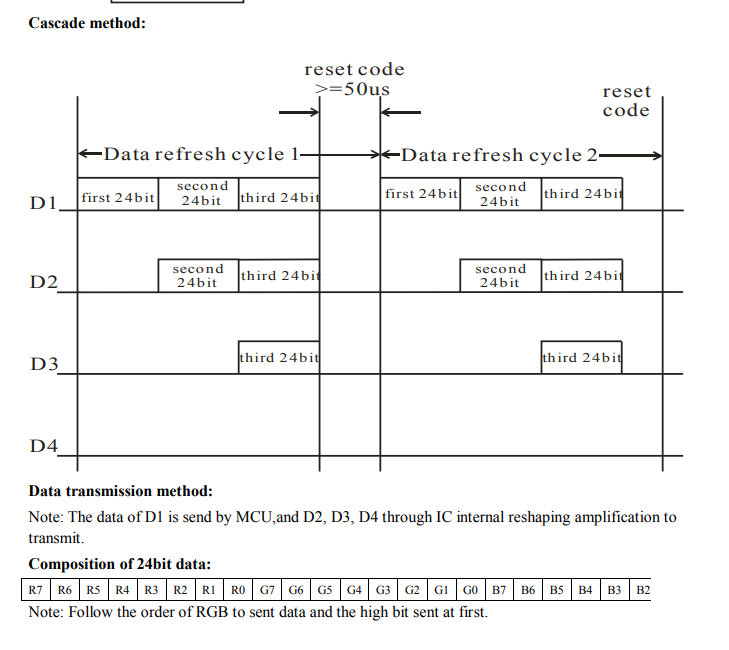 Cascade method:
reset code
>=50us
reset
code
Data refresh cycle 1
Data refresh cycle 2
D1
first 24bit
second
24bit
third 24bit
first 24bit
second
24bit
third 24bit
D2
second
24bit
third 24bit
second
24bit
third 24bit
D3
third 24bit
third 24bit
D4
Data transmission method:
Note: The data of D1 is send by MCU,and D2, D3, D4 through IC internal reshaping amplification to
transmit.
Composition of 24bit data:
R7 R6 R5 R4 R3 R2 R1 R0 G7 G6 G5 G4 G3 G2 G1 G0 B7 B6 B5 B4 B3 B2
Note: Follow the order of RGB to sent data and the high bit sent at first.